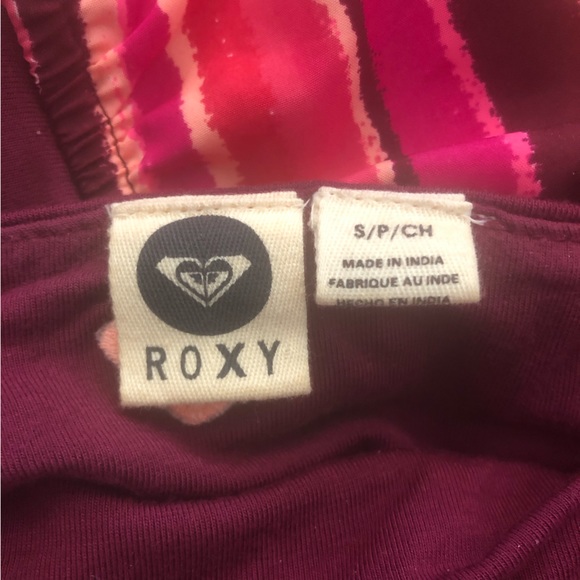 ROXY
S/P/CH
MADE IN INDIA
FABRIQUE AU INDE
HECHO EN INDIA